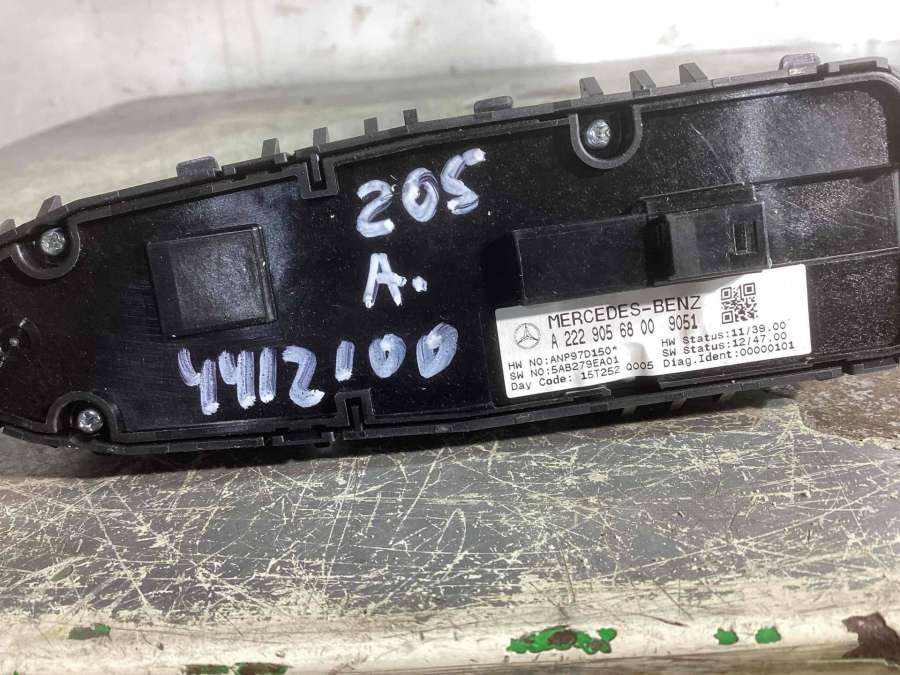 205
A.
4412100
MERCEDES-BENZ
A 222 905 68 00 9051
HW NO:ANP97D150* HW Status:11/39.00
SW NO:5AB279EA01 SW Status:12/47.00
Day Code: 15T252 0005 Diag.Ident:00000101